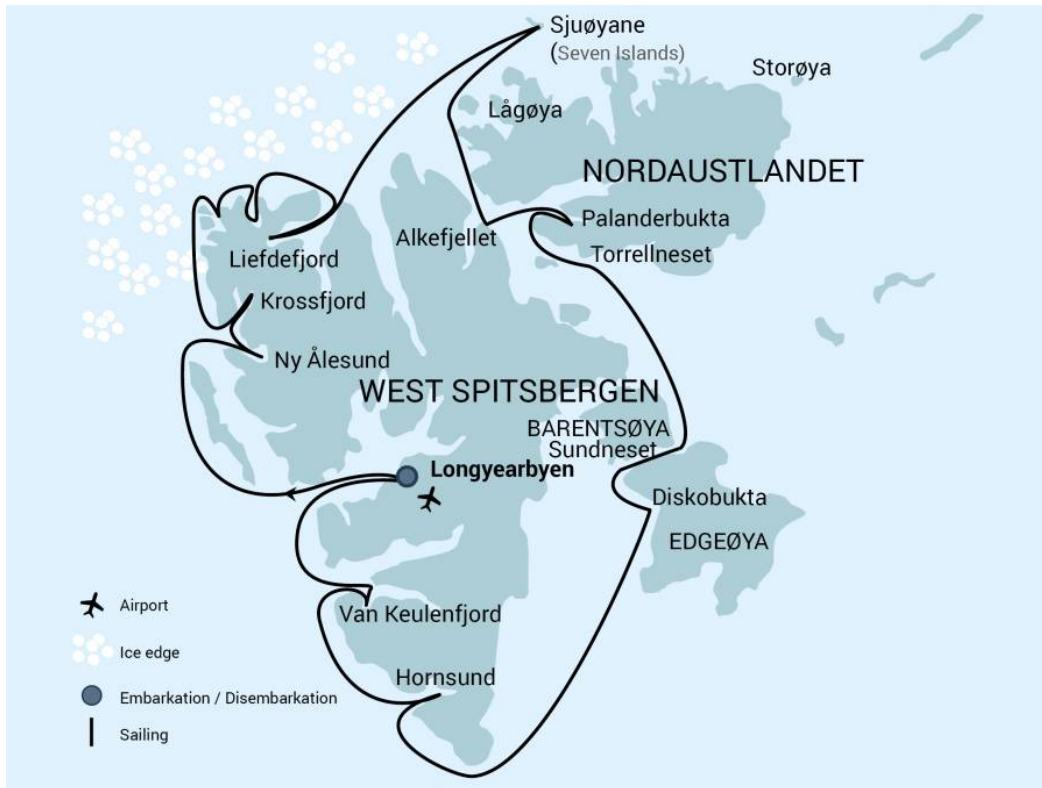 Sjuøyane
(Seven Islands)
Storøya
Lågøya
NORDAUSTLANDET
Palanderbukta
Alkefjellet
Torrellneset
Liefdefjord
Krossfjord
Ny Ålesund
WEST SPITSBERGEN
BARENTSØYA
Sundneset
Longyearbyen
Diskobukta
EDGEØYA
Van Keulenfjord
Hornsund
Airport
Ice edge
Embarkation / Disembarkation
Sailing